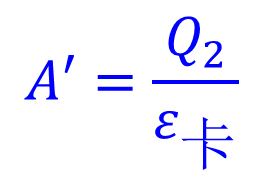 A′ = Q₂ / ε卡